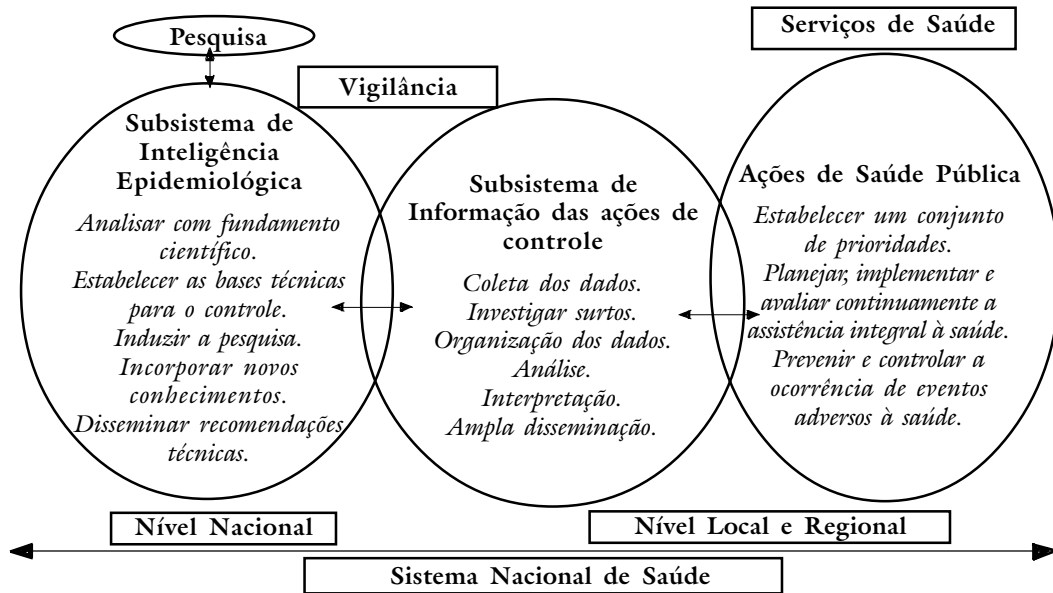 Pesquisa
Serviços de Saúde
Vigilância
Subsistema de
Inteligência
Epidemiológica
Analisar com fundamento
científico.
Estabelecer as bases técnicas
para o controle.
Induzir a pesquisa.
Incorporar novos
conhecimentos.
Disseminar recomendações
técnicas.
Subsistema de
Informação das ações de
controle
Coleta dos dados.
Investigar surtos.
Organização dos dados.
Análise.
Interpretação.
Ampla disseminação.
Ações de Saúde Pública
Estabelecer um conjunto
de prioridades.
Planejar, implementar e
avaliar continuamente a
assistência integral à saúde.
Prevenir e controlar a
ocorrência de eventos
adversos à saúde.
Nível Nacional
Nível Local e Regional
Sistema Nacional de Saúde